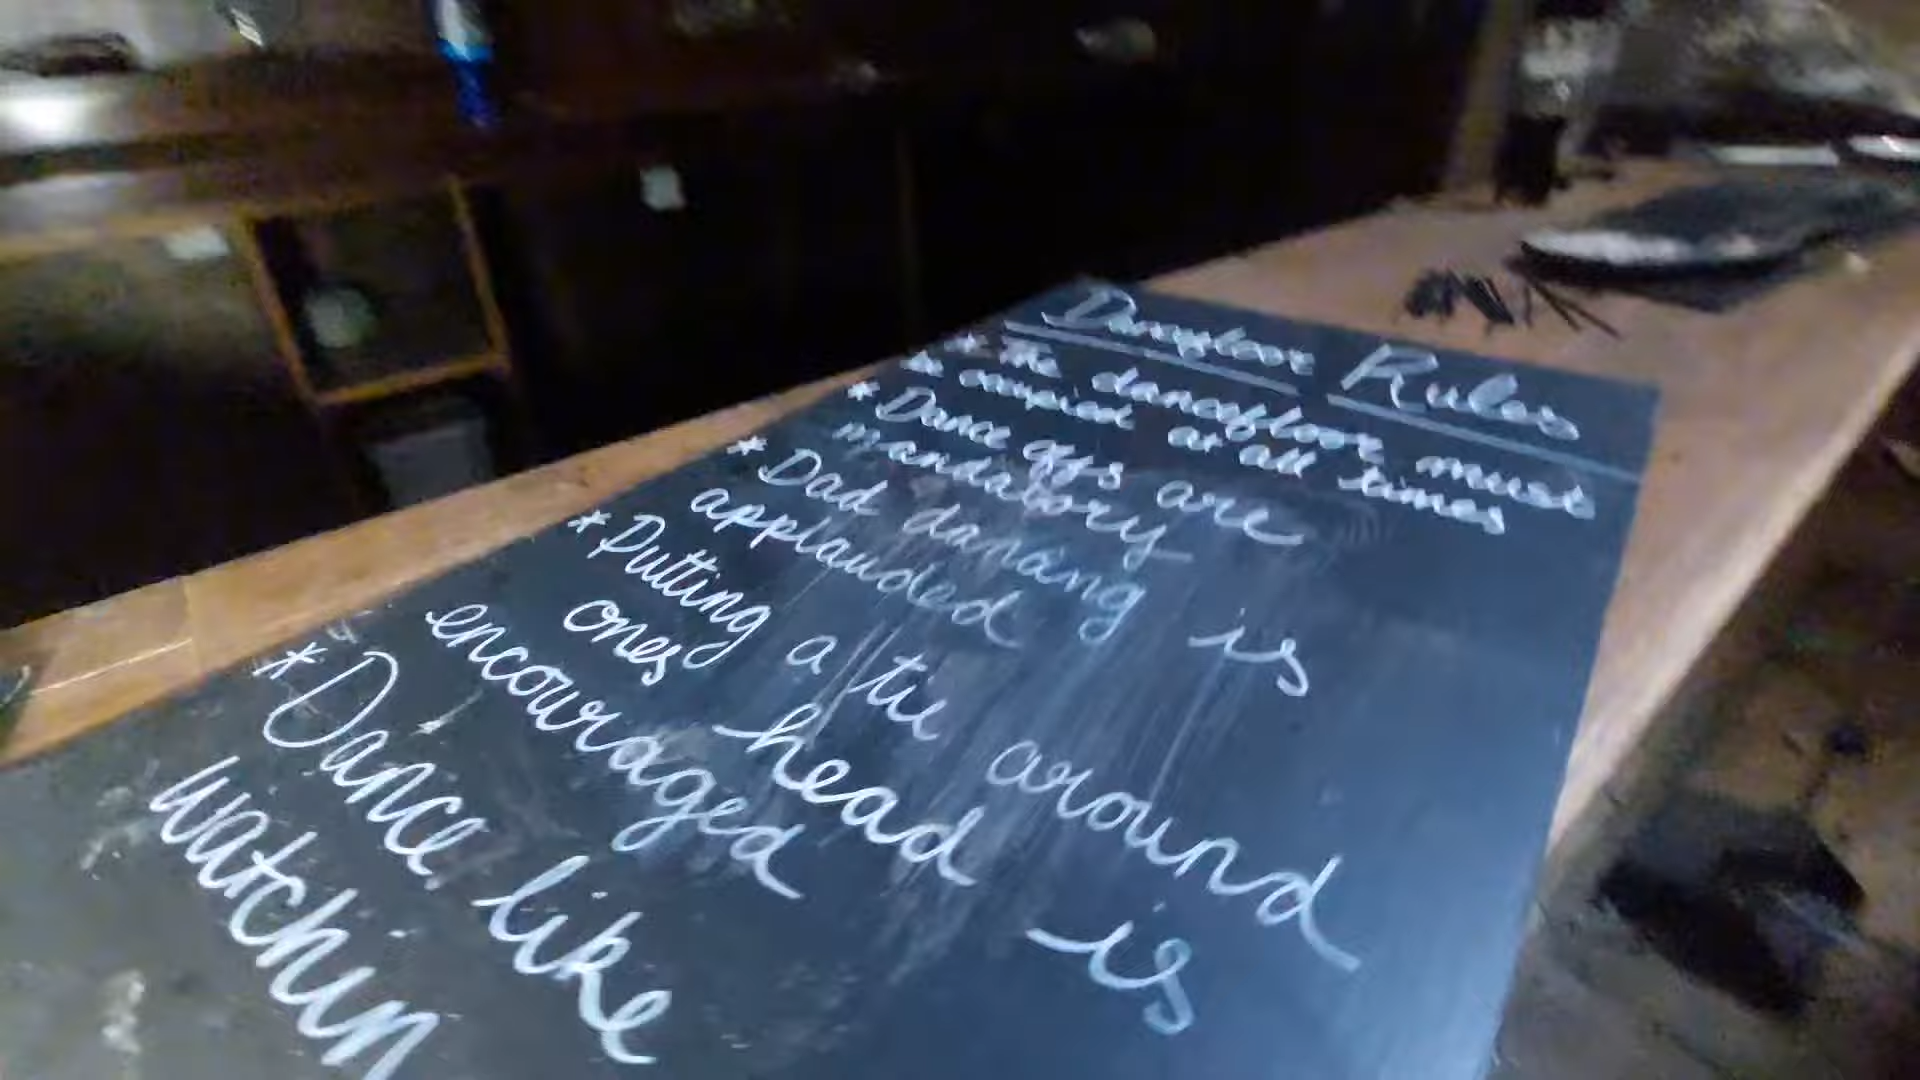 Dancefloor Rules
* The dancefloor must
* occupied at all times
* Dance offs are
mandatory
* Dad dancing is
applauded
* Putting a tie around
ones head is
encouraged
* Dance like
watchin